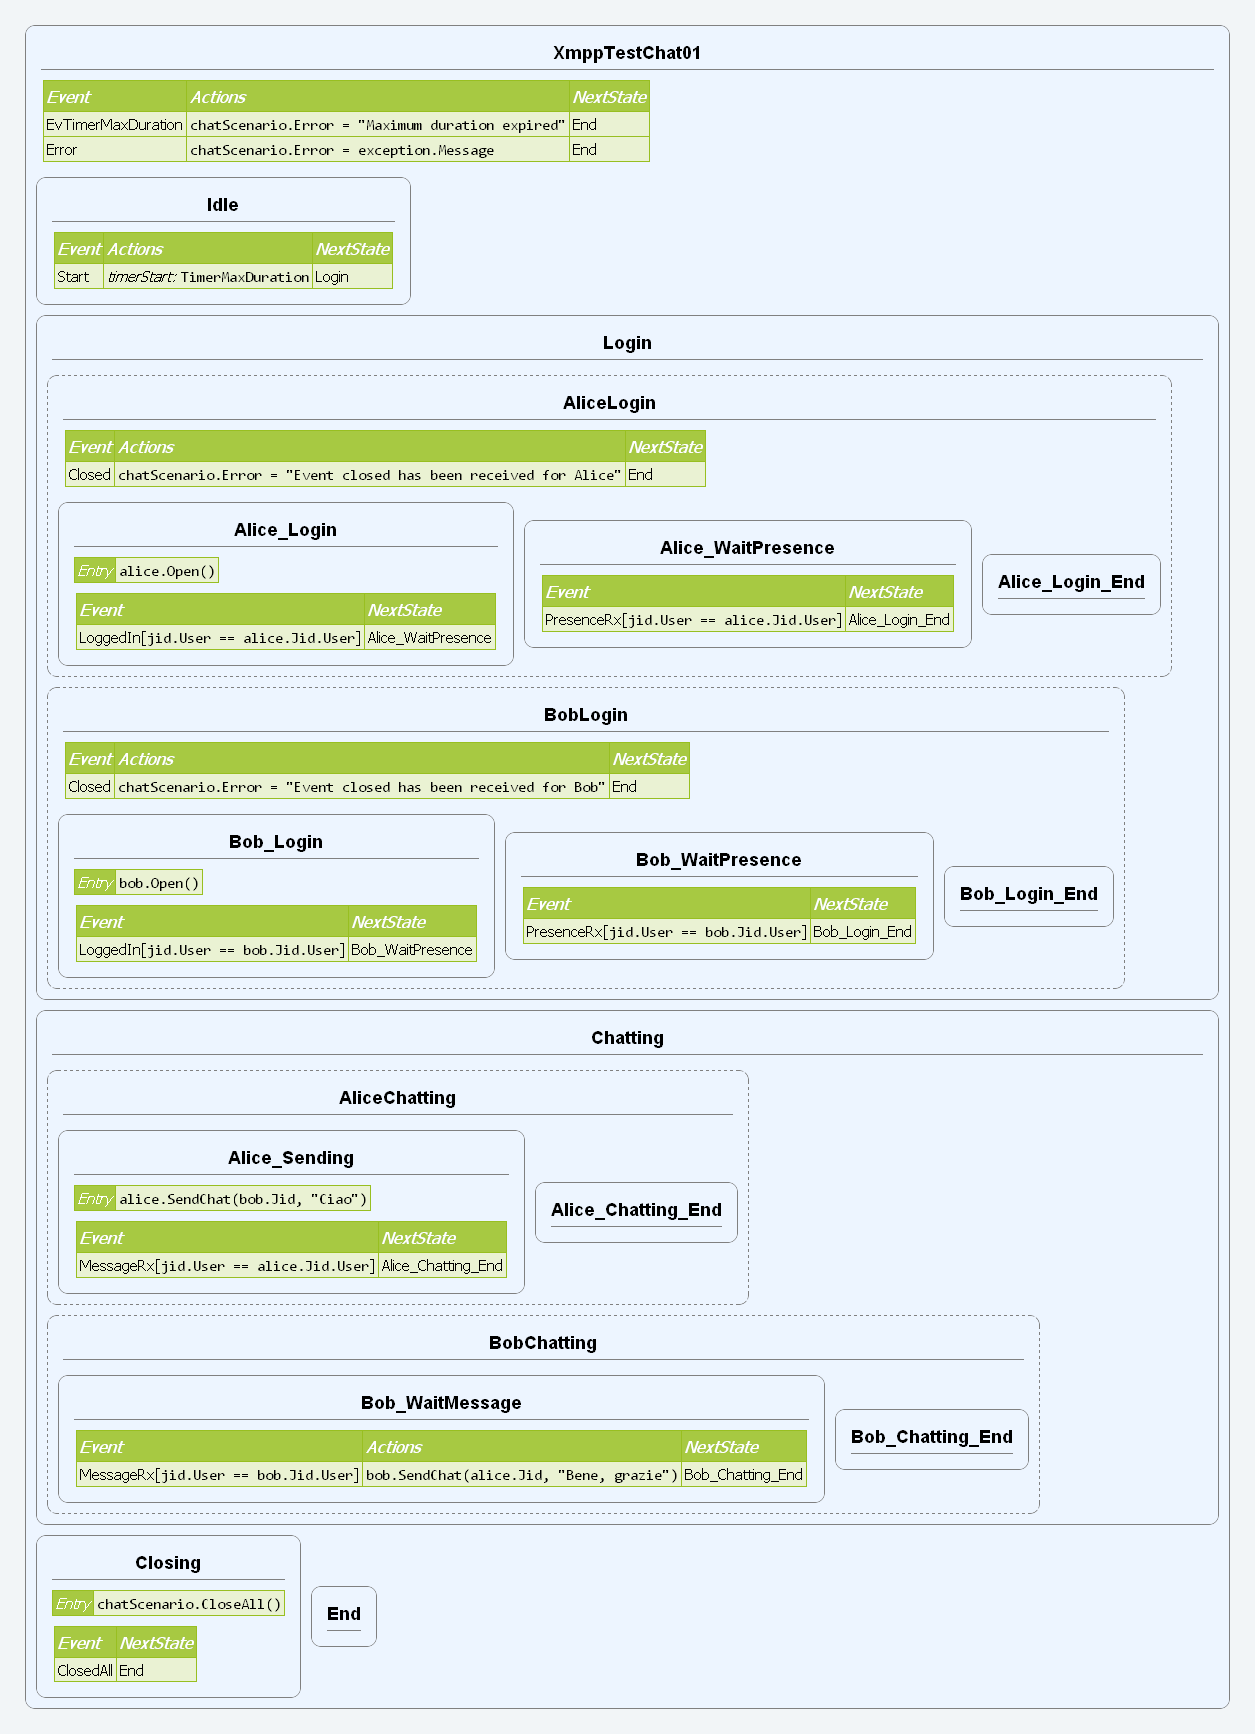 XmppTestChat01
Event Actions NextState
EvTimerMaxDuration chatScenario.Error = "Maximum duration expired" End
Error chatScenario.Error = exception.Message End
Idle
Event Actions NextState
Start timerStart: TimerMaxDuration Login
Login
AliceLogin
Event Actions NextState
Closed chatScenario.Error = "Event closed has been received for Alice" End
Alice_Login
Entry alice.Open()
Event NextState
LoggedIn[jid.User == alice.Jid.User] Alice_WaitPresence
Alice_WaitPresence
Event NextState
PresenceRx[jid.User == alice.Jid.User] Alice_Login_End
Alice_Login_End
BobLogin
Event Actions NextState
Closed chatScenario.Error = "Event closed has been received for Bob" End
Bob_Login
Entry bob.Open()
Event NextState
LoggedIn[jid.User == bob.Jid.User] Bob_WaitPresence
Bob_WaitPresence
Event NextState
PresenceRx[jid.User == bob.Jid.User] Bob_Login_End
Bob_Login_End
Chatting
AliceChatting
Alice_Sending
Entry alice.SendChat(bob.Jid, "Ciao")
Event NextState
MessageRx[jid.User == alice.Jid.User] Alice_Chatting_End
Alice_Chatting_End
BobChatting
Bob_WaitMessage
Event Actions NextState
MessageRx[jid.User == bob.Jid.User] bob.SendChat(alice.Jid, "Bene, grazie") Bob_Chatting_End
Bob_Chatting_End
Closing
Entry chatScenario.CloseAll()
Event NextState
ClosedAll End
End